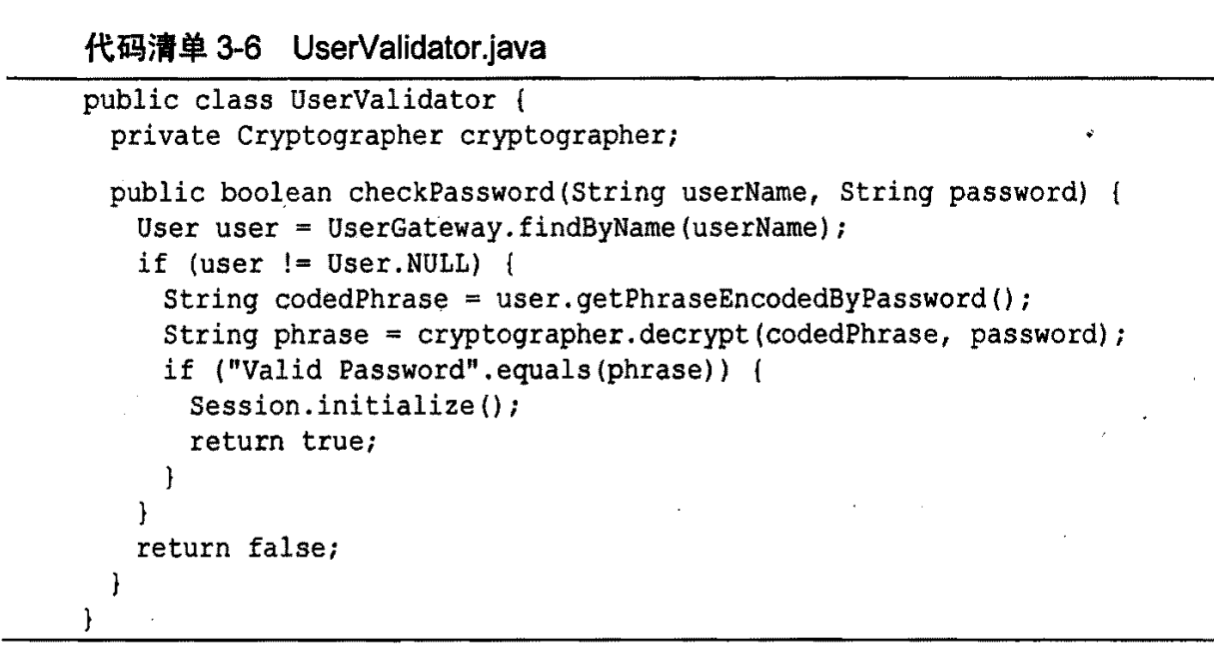 代码清单 3-6 UserValidator.java
public class UserValidator {
private Cryptographer cryptographer;
public boolean checkPassword(String userName, String password) {
User user = UserGateway.findByName(userName);
if (user != User.NULL) {
String codedPhrase = user.getPhraseEncodedByPassword();
String phrase = cryptographer.decrypt(codedPhrase, password);
if ("Valid Password".equals(phrase)) {
Session.initialize();
return true;
}
}
return false;
}
}